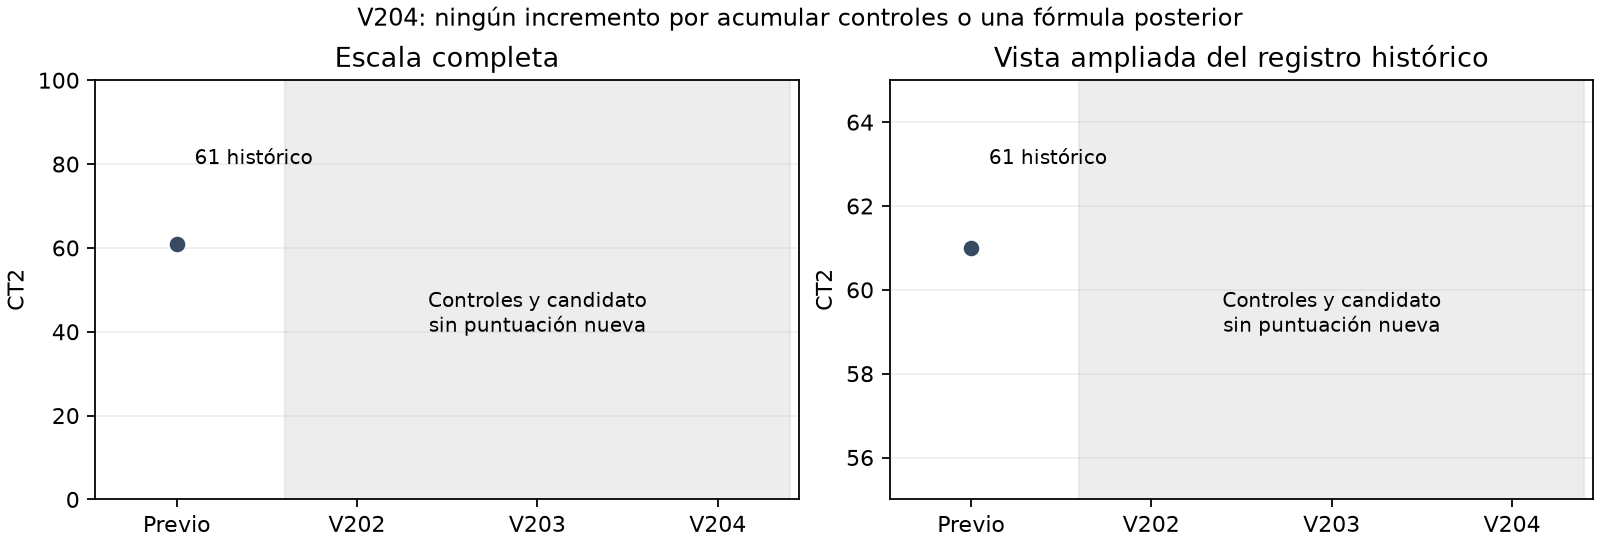 V204: ningún incremento por acumular controles o una fórmula posterior
Escala completa
CT2
100
80
60
40
20
0
61 histórico
Controles y candidato
sin puntuación nueva
Previo
V202
V203
V204
Vista ampliada del registro histórico
CT2
64
62
60
58
56
61 histórico
Controles y candidato
sin puntuación nueva
Previo
V202
V203
V204